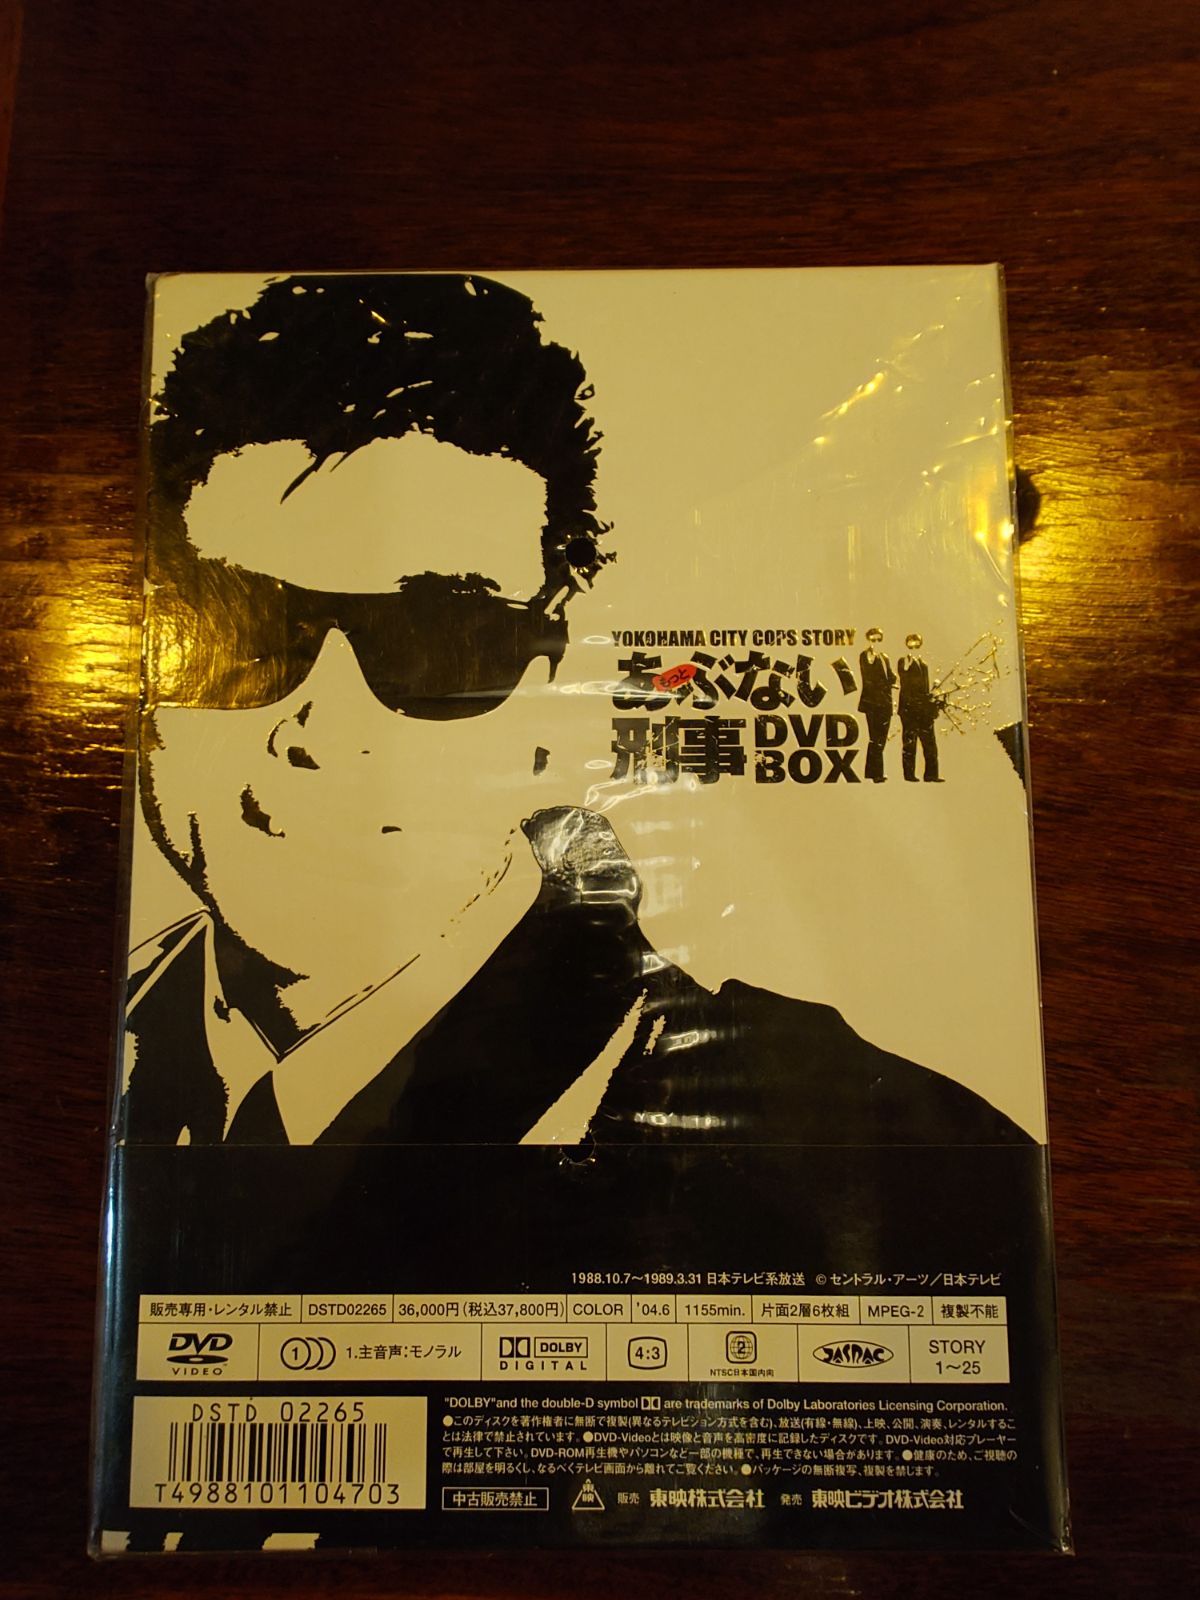 YOKOHAMA CITY COPS STORY
もっと
あぶない
刑事 DVD
BOX
1988.10.7～1989.3.31 日本テレビ系放送 © セントラル・アーツ／日本テレビ
販売専用・レンタル禁止 DSTD02265 36,000円(税込37,800円) COLOR '04.6 1155min. 片面2層6枚組 MPEG-2 複製不能
DVD VIDEO 1 1.主音声:モノラル DOLBY DIGITAL 4:3 2 NTSC日本国内向 JASRAC STORY 1～25
DSTD 02265
T4988101104703
"DOLBY"and the double-D symbol are trademarks of Dolby Laboratories Licensing Corporation.
●このディスクを著作権者に無断で複製(異なるテレビジョン方式を含む)、放送(有線・無線)、上映、公開、演奏、レンタルするこ
とは法律で禁止されています。●DVD-Videoとは映像と音声を高密度に記録したディスクです。DVD-Video対応プレーヤー
で再生して下さい。DVD-ROM再生機やパソコンなど一部の機種で、再生できない場合があります。●健康のため、ご視聴の
際は部屋を明るくし、なるべくテレビ画面から離れてご覧ください。●パッケージの無断複写、複製を禁じます。
中古販売禁止 東映 販売 東映株式会社 発売 東映ビデオ株式会社